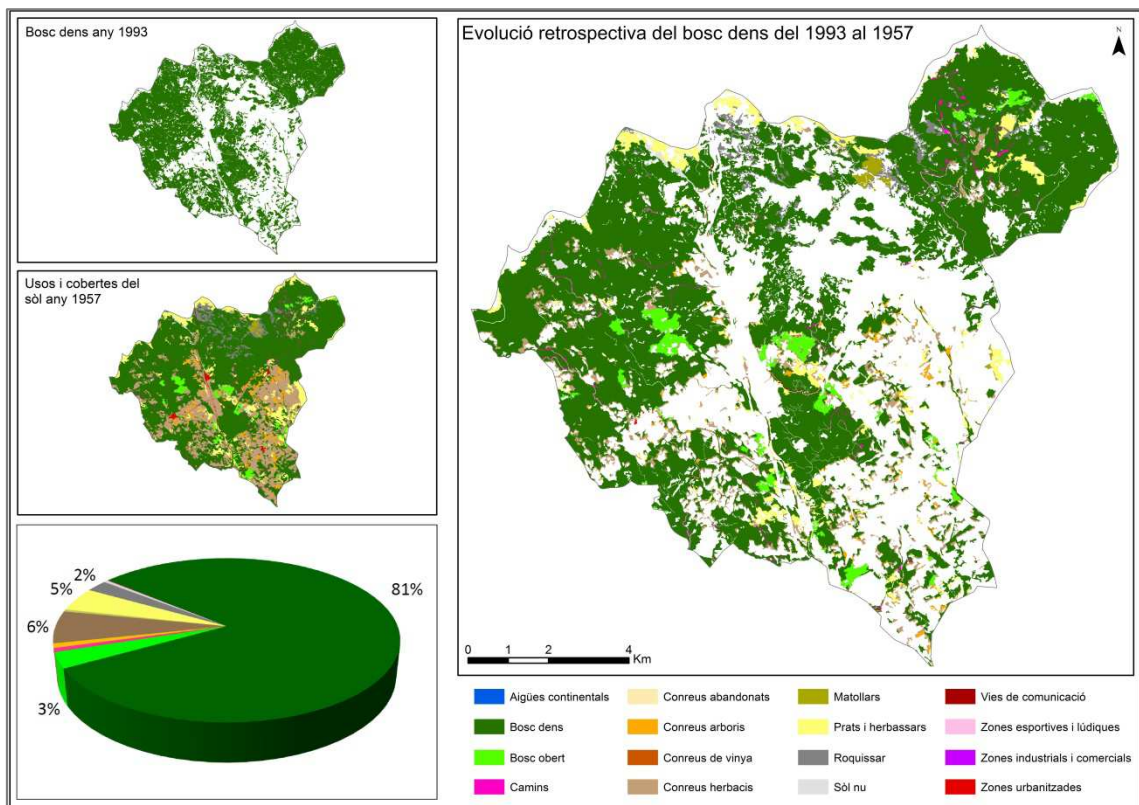 Bosc dens any 1993
Evolució retrospectiva del bosc dens del 1993 al 1957
N
Usos i cobertes del
sòl any 1957
2%
5%
6%
3%
81%
0 1 2 4
Km
Aigües continentals
Bosc dens
Bosc obert
Camins
Conreus abandonats
Conreus arboris
Conreus de vinya
Conreus herbacis
Matollars
Prats i herbassars
Roquissar
Sòl nu
Vies de comunicació
Zones esportives i lúdiques
Zones industrials i comercials
Zones urbanitzades